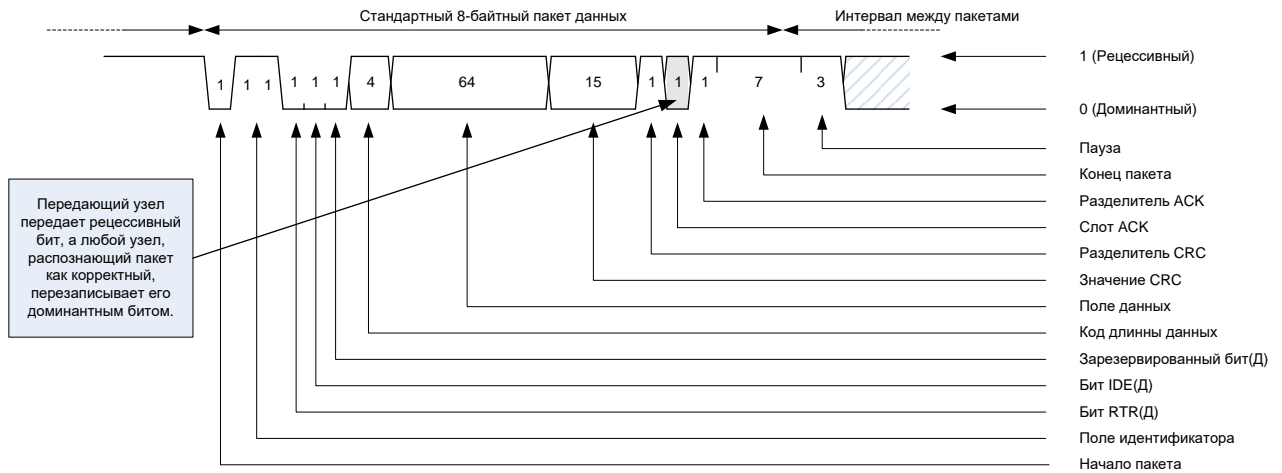 Стандартный 8-байтный пакет данных
Интервал между пакетами
1 1 1 1 1 1 4 64 15 1 1 1 7 3
1 (Рецессивный)
0 (Доминантный)
Пауза
Конец пакета
Разделитель ACK
Слот ACK
Разделитель CRC
Значение CRC
Поле данных
Код длинны данных
Зарезервированный бит(Д)
Бит IDE(Д)
Бит RTR(Д)
Поле идентификатора
Начало пакета
Передающий узел
передает рецессивный
бит, а любой узел,
распознающий пакет
как корректный,
перезаписывает его
доминантным битом.